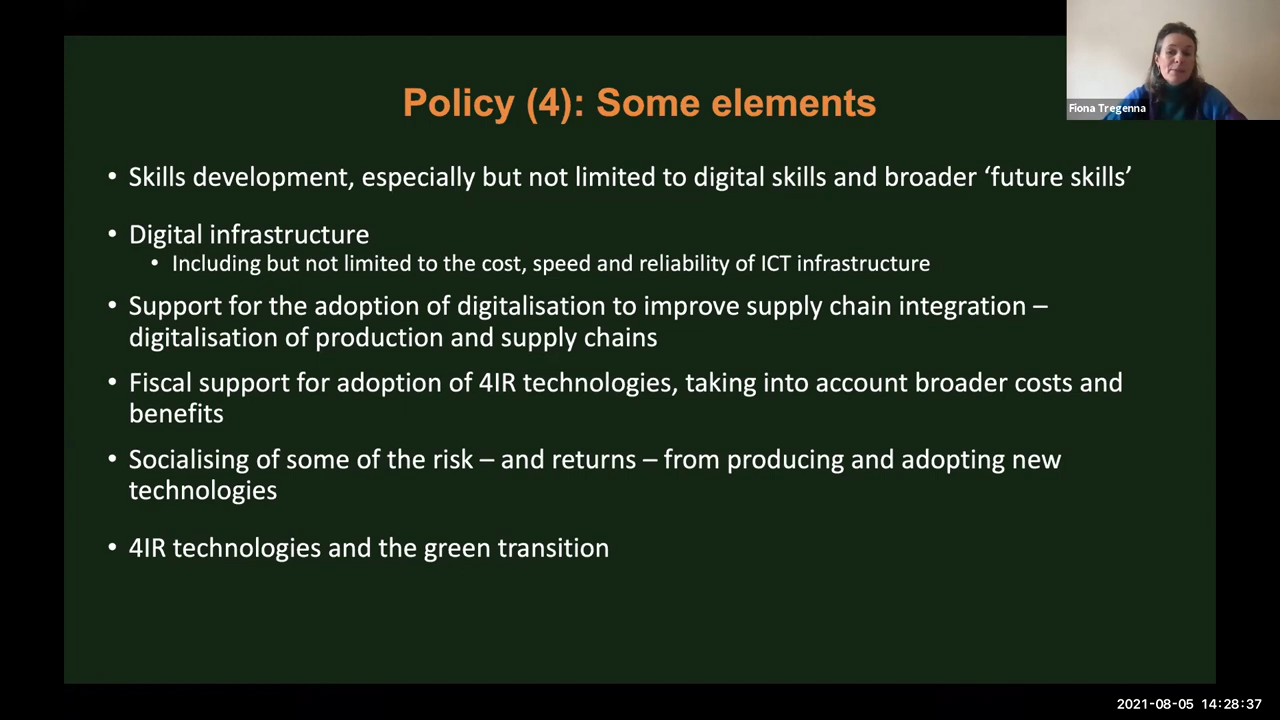 Policy (4): Some elements
Fiona Tregenna
• Skills development, especially but not limited to digital skills and broader ‘future skills’
• Digital infrastructure
• Including but not limited to the cost, speed and reliability of ICT infrastructure
• Support for the adoption of digitalisation to improve supply chain integration –
digitalisation of production and supply chains
• Fiscal support for adoption of 4IR technologies, taking into account broader costs and
benefits
• Socialising of some of the risk – and returns – from producing and adopting new
technologies
• 4IR technologies and the green transition
2021-08-05 14:28:37